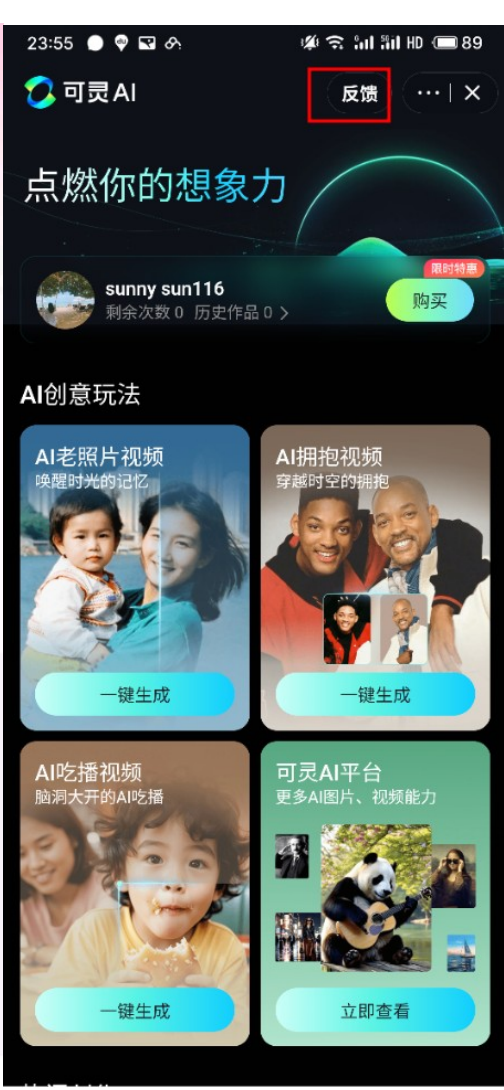 23:55 HD 89
可灵AI 反馈
点燃你的想象力
限时特惠
sunny sun116
剩余次数 0 历史作品 0 >
购买
AI创意玩法
AI老照片视频
唤醒时光的记忆
一键生成
AI拥抱视频
穿越时空的拥抱
一键生成
AI吃播视频
脑洞大开的AI吃播
一键生成
可灵AI平台
更多AI图片、视频能力
立即查看